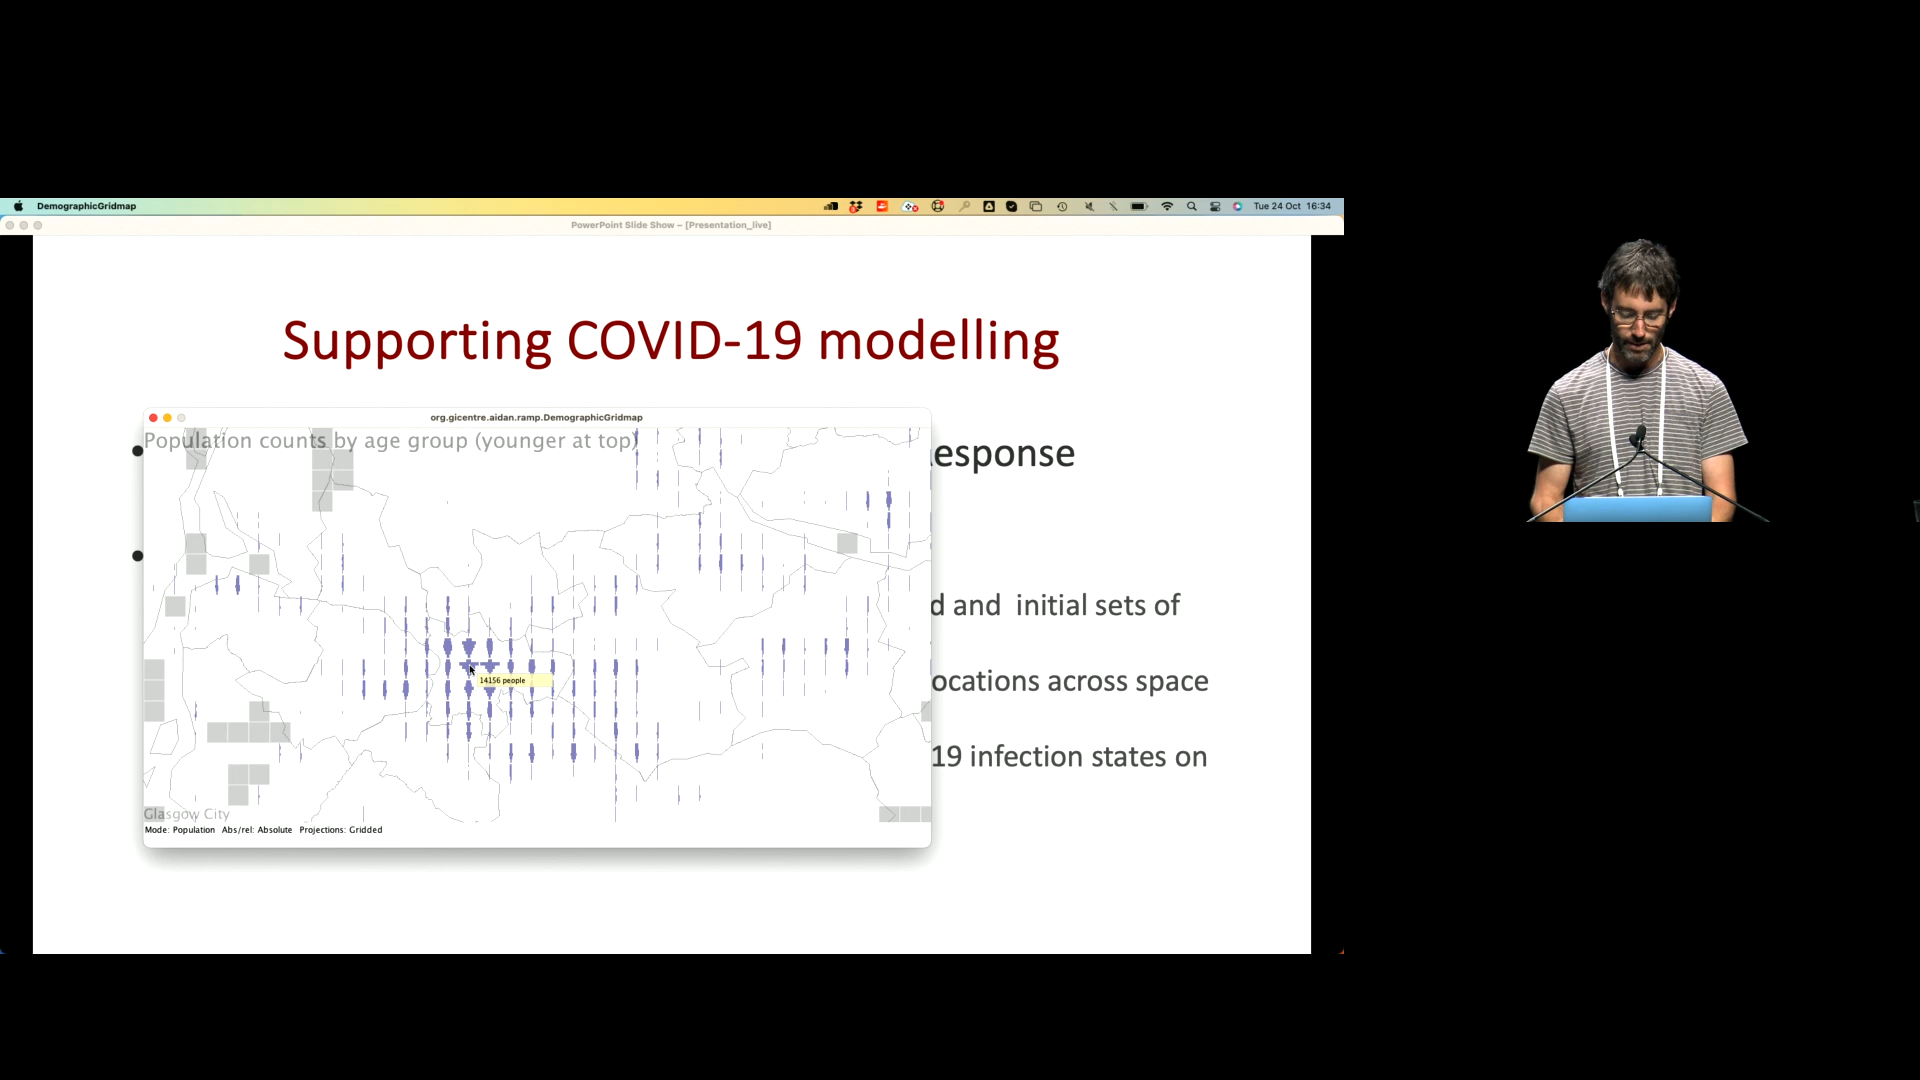 DemographicGridmap
Tue 24 Oct 16:34
PowerPoint Slide Show – [Presentation_live]
Supporting COVID-19 modelling
org.gicentre.aidan.ramp.DemographicGridmap
Population counts by age group (younger at top)
esponse
d and initial sets of
14156 people
ocations across space
19 infection states on
Glasgow City
Mode: Population Abs/rel: Absolute Projections: Gridded